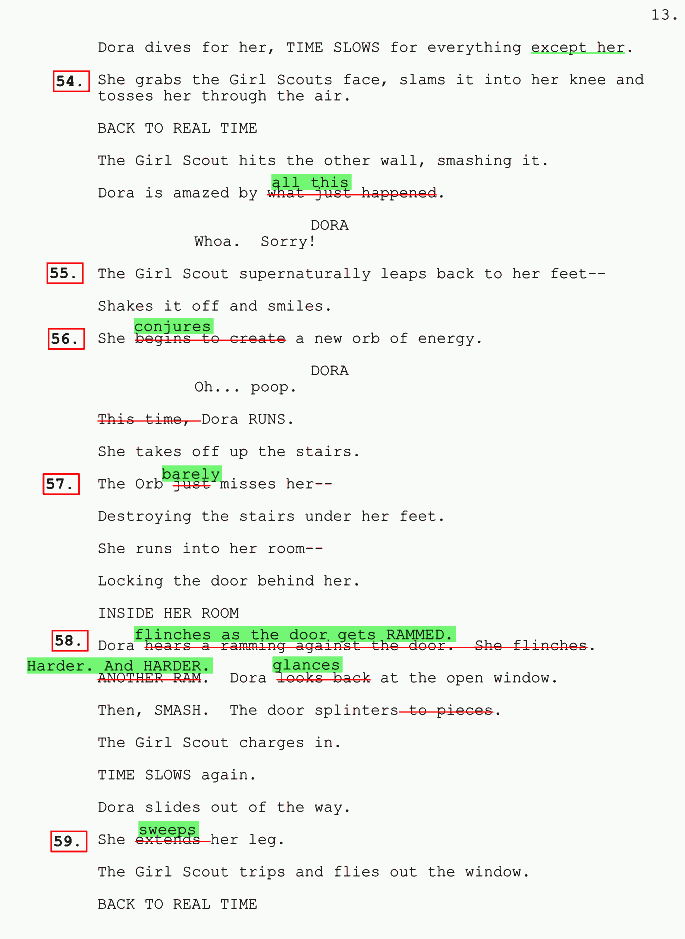 13.
Dora dives for her, TIME SLOWS for everything except her.
54. She grabs the Girl Scouts face, slams it into her knee and
tosses her through the air.
BACK TO REAL TIME
The Girl Scout hits the other wall, smashing it.
all this
Dora is amazed by what just happened.
DORA
Whoa. Sorry!
55. The Girl Scout supernaturally leaps back to her feet--
Shakes it off and smiles.
conjures
56. She begins to create a new orb of energy.
DORA
Oh... poop.
This time, Dora RUNS.
She takes off up the stairs.
barely
57. The Orb just misses her--
Destroying the stairs under her feet.
She runs into her room--
Locking the door behind her.
INSIDE HER ROOM
flinches as the door gets RAMMED.
58. Dora hears a ramming against the door. She flinches.
Harder. And HARDER. glances
ANOTHER RAM. Dora looks back at the open window.
Then, SMASH. The door splinters to pieces.
The Girl Scout charges in.
TIME SLOWS again.
Dora slides out of the way.
sweeps
59. She extends her leg.
The Girl Scout trips and flies out the window.
BACK TO REAL TIME